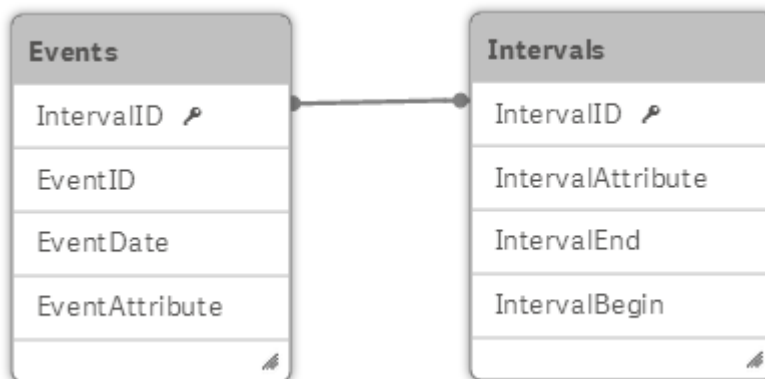 Events
IntervalID
EventID
EventDate
EventAttribute
Intervals
IntervalID
IntervalAttribute
IntervalEnd
IntervalBegin